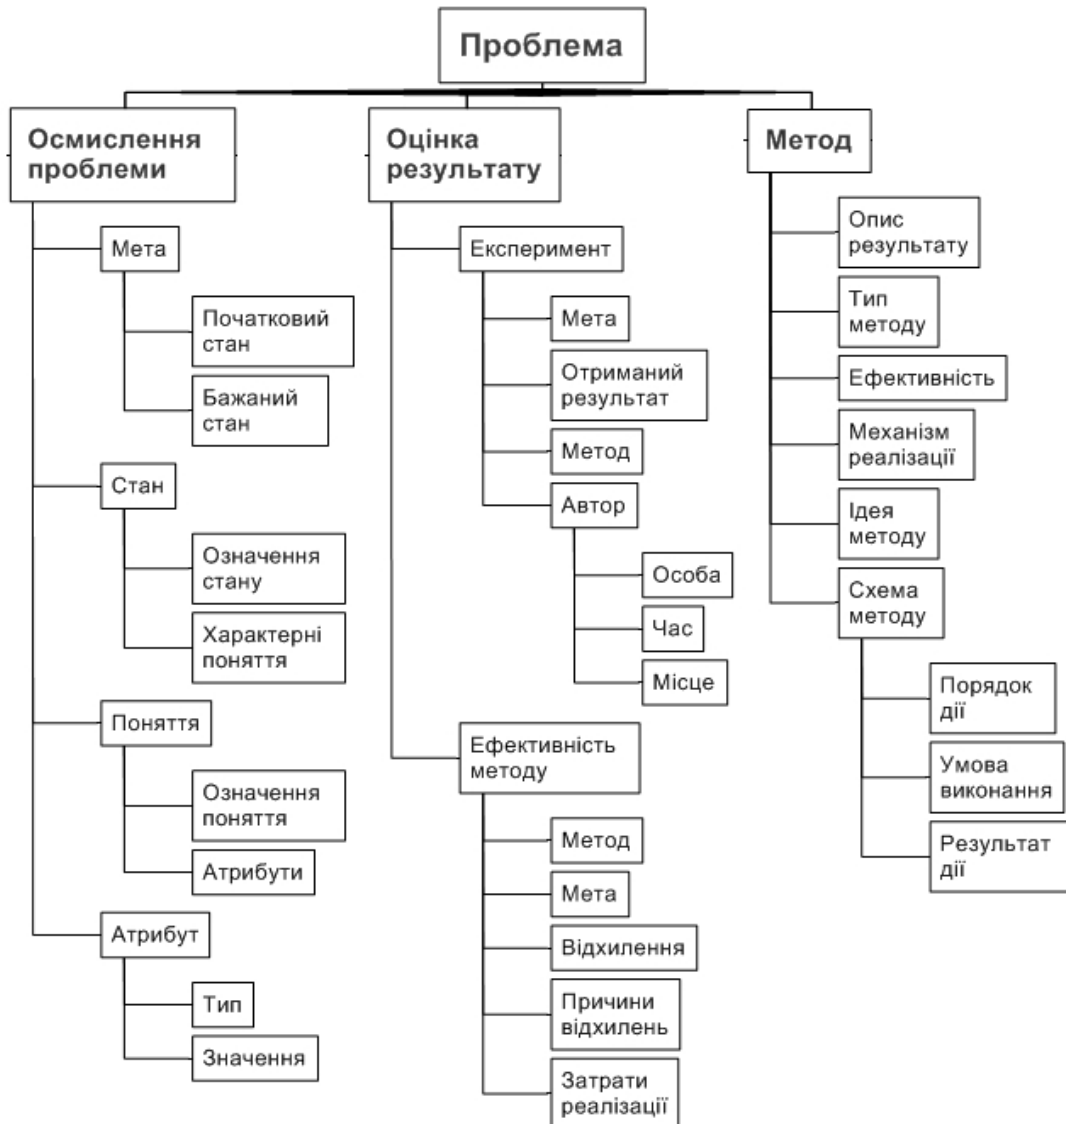 Проблема
Осмислення
проблеми
Мета
Початковий
стан
Бажаний
стан
Стан
Означення
стану
Характерні
поняття
Поняття
Означення
поняття
Атрибути
Атрибут
Тип
Значення
Оцінка
результату
Експеримент
Мета
Отриманий
результат
Метод
Автор
Особа
Час
Місце
Ефективність
методу
Метод
Мета
Відхилення
Причини
відхилень
Затрати
реалізації
Метод
Опис
результату
Тип
методу
Ефективність
Механізм
реалізації
Ідея
методу
Схема
методу
Порядок
дії
Умова
виконання
Результат
дії